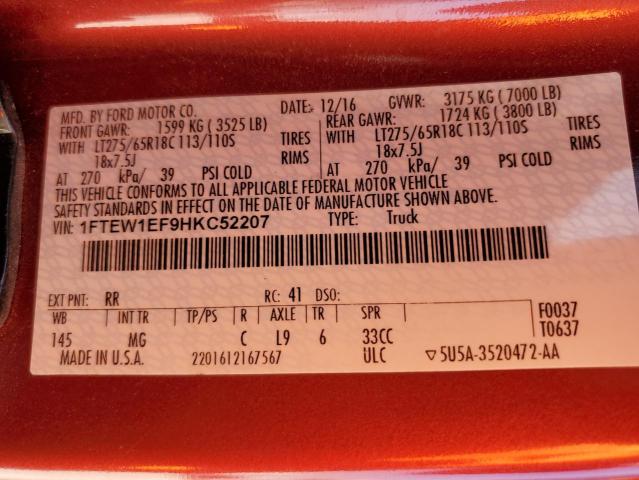 MFD. BY FORD MOTOR CO. DATE: 12/16 GVWR: 3175 KG (7000 LB)
FRONT GAWR: 1599 KG (3525 LB) REAR GAWR: 1724 KG (3800 LB)
WITH LT275/65R18C 113/110S TIRES WITH LT275/65R18C 113/110S TIRES
18x7.5J RIMS 18x7.5J RIMS
AT 270 kPa/ 39 PSI COLD AT 270 kPa/ 39 PSI COLD
THIS VEHICLE CONFORMS TO ALL APPLICABLE FEDERAL MOTOR VEHICLE
SAFETY STANDARDS IN EFFECT ON THE DATE OF MANUFACTURE SHOWN ABOVE.
VIN: 1FTEW1EF9HKC52207 TYPE: Truck
EXT PNT: RR RC: 41 DSO:
WB INT TR TP/PS R AXLE TR SPR F0037
145 MG C L9 6 33CC T0637
MADE IN U.S.A. 2201612167567 ULC ▽5U5A-3520472-AA